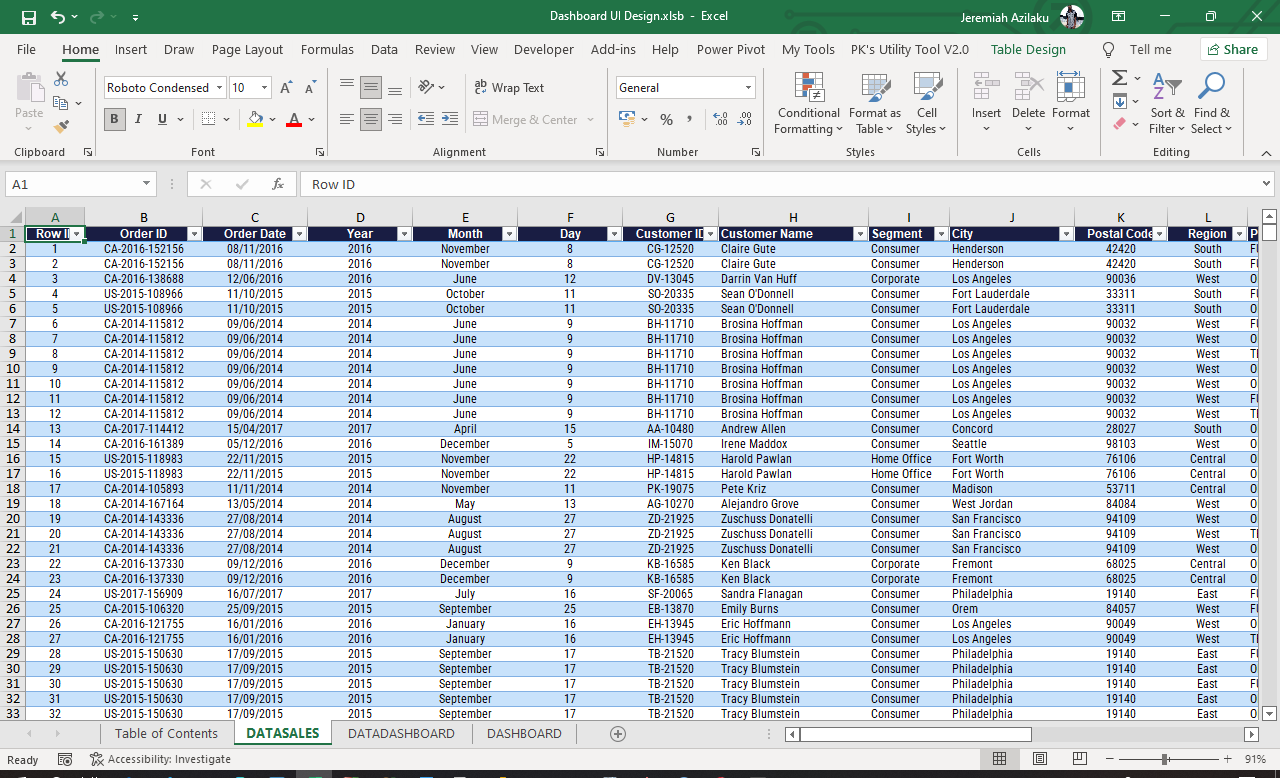 Dashboard UI Design.xlsb - Excel
Jeremiah Azilaku
File Home Insert Draw Page Layout Formulas Data Review View Developer Add-ins Help Power Pivot My Tools PK's Utility Tool V2.0 Table Design Tell me Share
Roboto Condensed 10 Wrap Text General
Paste B I U Merge & Center % , Conditional Formatting Format as Table Cell Styles Insert Delete Format Sort & Filter Find & Select
Clipboard Font Alignment Number Styles Cells Editing
A1 fx Row ID
A B C D E F G H I J K L
1 Row I Order ID Order Date Year Month Day Customer ID Customer Name Segment City Postal Code Region P
2 1 CA-2016-152156 08/11/2016 2016 November 8 CG-12520 Claire Gute Consumer Henderson 42420 South
3 2 CA-2016-152156 08/11/2016 2016 November 8 CG-12520 Claire Gute Consumer Henderson 42420 South
4 3 CA-2016-138688 12/06/2016 2016 June 12 DV-13045 Darrin Van Huff Corporate Los Angeles 90036 West
5 4 US-2015-108966 11/10/2015 2015 October 11 SO-20335 Sean O'Donnell Consumer Fort Lauderdale 33311 South
6 5 US-2015-108966 11/10/2015 2015 October 11 SO-20335 Sean O'Donnell Consumer Fort Lauderdale 33311 South
7 6 CA-2014-115812 09/06/2014 2014 June 9 BH-11710 Brosina Hoffman Consumer Los Angeles 90032 West
8 7 CA-2014-115812 09/06/2014 2014 June 9 BH-11710 Brosina Hoffman Consumer Los Angeles 90032 West
9 8 CA-2014-115812 09/06/2014 2014 June 9 BH-11710 Brosina Hoffman Consumer Los Angeles 90032 West
10 9 CA-2014-115812 09/06/2014 2014 June 9 BH-11710 Brosina Hoffman Consumer Los Angeles 90032 West
11 10 CA-2014-115812 09/06/2014 2014 June 9 BH-11710 Brosina Hoffman Consumer Los Angeles 90032 West
12 11 CA-2014-115812 09/06/2014 2014 June 9 BH-11710 Brosina Hoffman Consumer Los Angeles 90032 West
13 12 CA-2014-115812 09/06/2014 2014 June 9 BH-11710 Brosina Hoffman Consumer Los Angeles 90032 West
14 13 CA-2017-114412 15/04/2017 2017 April 15 AA-10480 Andrew Allen Consumer Concord 28027 South
15 14 CA-2016-161389 05/12/2016 2016 December 5 IM-15070 Irene Maddox Consumer Seattle 98103 West
16 15 US-2015-118983 22/11/2015 2015 November 22 HP-14815 Harold Pawlan Home Office Fort Worth 76106 Central
17 16 US-2015-118983 22/11/2015 2015 November 22 HP-14815 Harold Pawlan Home Office Fort Worth 76106 Central
18 17 CA-2014-105893 11/11/2014 2014 November 11 PK-19075 Pete Kriz Consumer Madison 53711 Central
19 18 CA-2014-167164 13/05/2014 2014 May 13 AG-10270 Alejandro Grove Consumer West Jordan 84084 West
20 19 CA-2014-143336 27/08/2014 2014 August 27 ZD-21925 Zuschuss Donatelli Consumer San Francisco 94109 West
21 20 CA-2014-143336 27/08/2014 2014 August 27 ZD-21925 Zuschuss Donatelli Consumer San Francisco 94109 West
22 21 CA-2014-143336 27/08/2014 2014 August 27 ZD-21925 Zuschuss Donatelli Consumer San Francisco 94109 West
23 22 CA-2016-137330 09/12/2016 2016 December 9 KB-16585 Ken Black Corporate Fremont 68025 Central
24 23 CA-2016-137330 09/12/2016 2016 December 9 KB-16585 Ken Black Corporate Fremont 68025 Central
25 24 US-2017-156909 16/07/2017 2017 July 16 SF-20065 Sandra Flanagan Consumer Philadelphia 19140 East
26 25 CA-2015-106320 25/09/2015 2015 September 25 EB-13870 Emily Burns Consumer Orem 84057 West
27 26 CA-2016-121755 16/01/2016 2016 January 16 EH-13945 Eric Hoffmann Consumer Los Angeles 90049 West
28 27 CA-2016-121755 16/01/2016 2016 January 16 EH-13945 Eric Hoffmann Consumer Los Angeles 90049 West
29 28 US-2015-150630 17/09/2015 2015 September 17 TB-21520 Tracy Blumstein Consumer Philadelphia 19140 East
30 29 US-2015-150630 17/09/2015 2015 September 17 TB-21520 Tracy Blumstein Consumer Philadelphia 19140 East
31 30 US-2015-150630 17/09/2015 2015 September 17 TB-21520 Tracy Blumstein Consumer Philadelphia 19140 East
32 31 US-2015-150630 17/09/2015 2015 September 17 TB-21520 Tracy Blumstein Consumer Philadelphia 19140 East
33 32 US-2015-150630 17/09/2015 2015 September 17 TB-21520 Tracy Blumstein Consumer Philadelphia 19140 East
Table of Contents DATASALES DATADASHBOARD DASHBOARD
Ready Accessibility: Investigate 91%